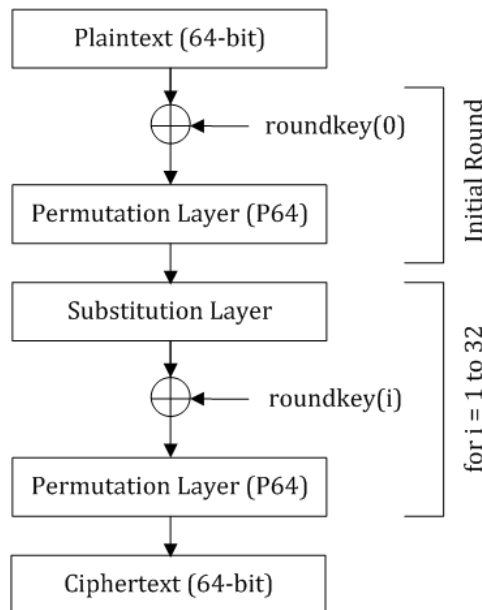 Plaintext (64-bit)
roundkey(0)
Permutation Layer (P64)
Initial Round
Substitution Layer
roundkey(i)
for i = 1 to 32
Permutation Layer (P64)
Ciphertext (64-bit)